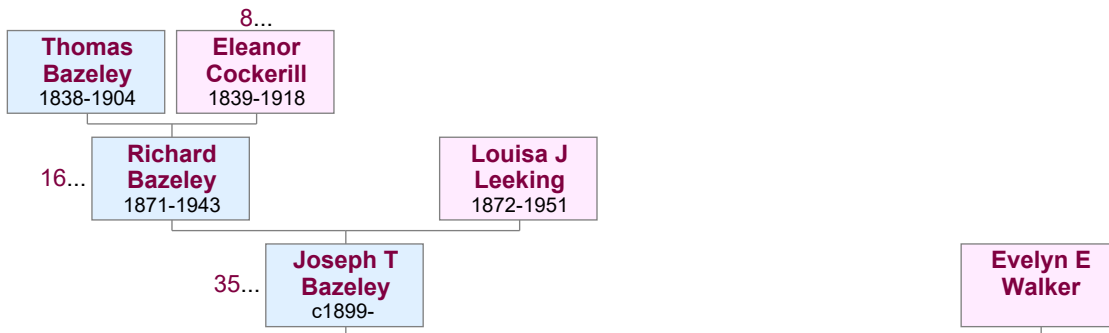 8...
Thomas
Bazeley
1838-1904
Eleanor
Cockerill
1839-1918
16...
Richard
Bazeley
1871-1943
Louisa J
Leeking
1872-1951
35...
Joseph T
Bazeley
c1899-
Evelyn E
Walker